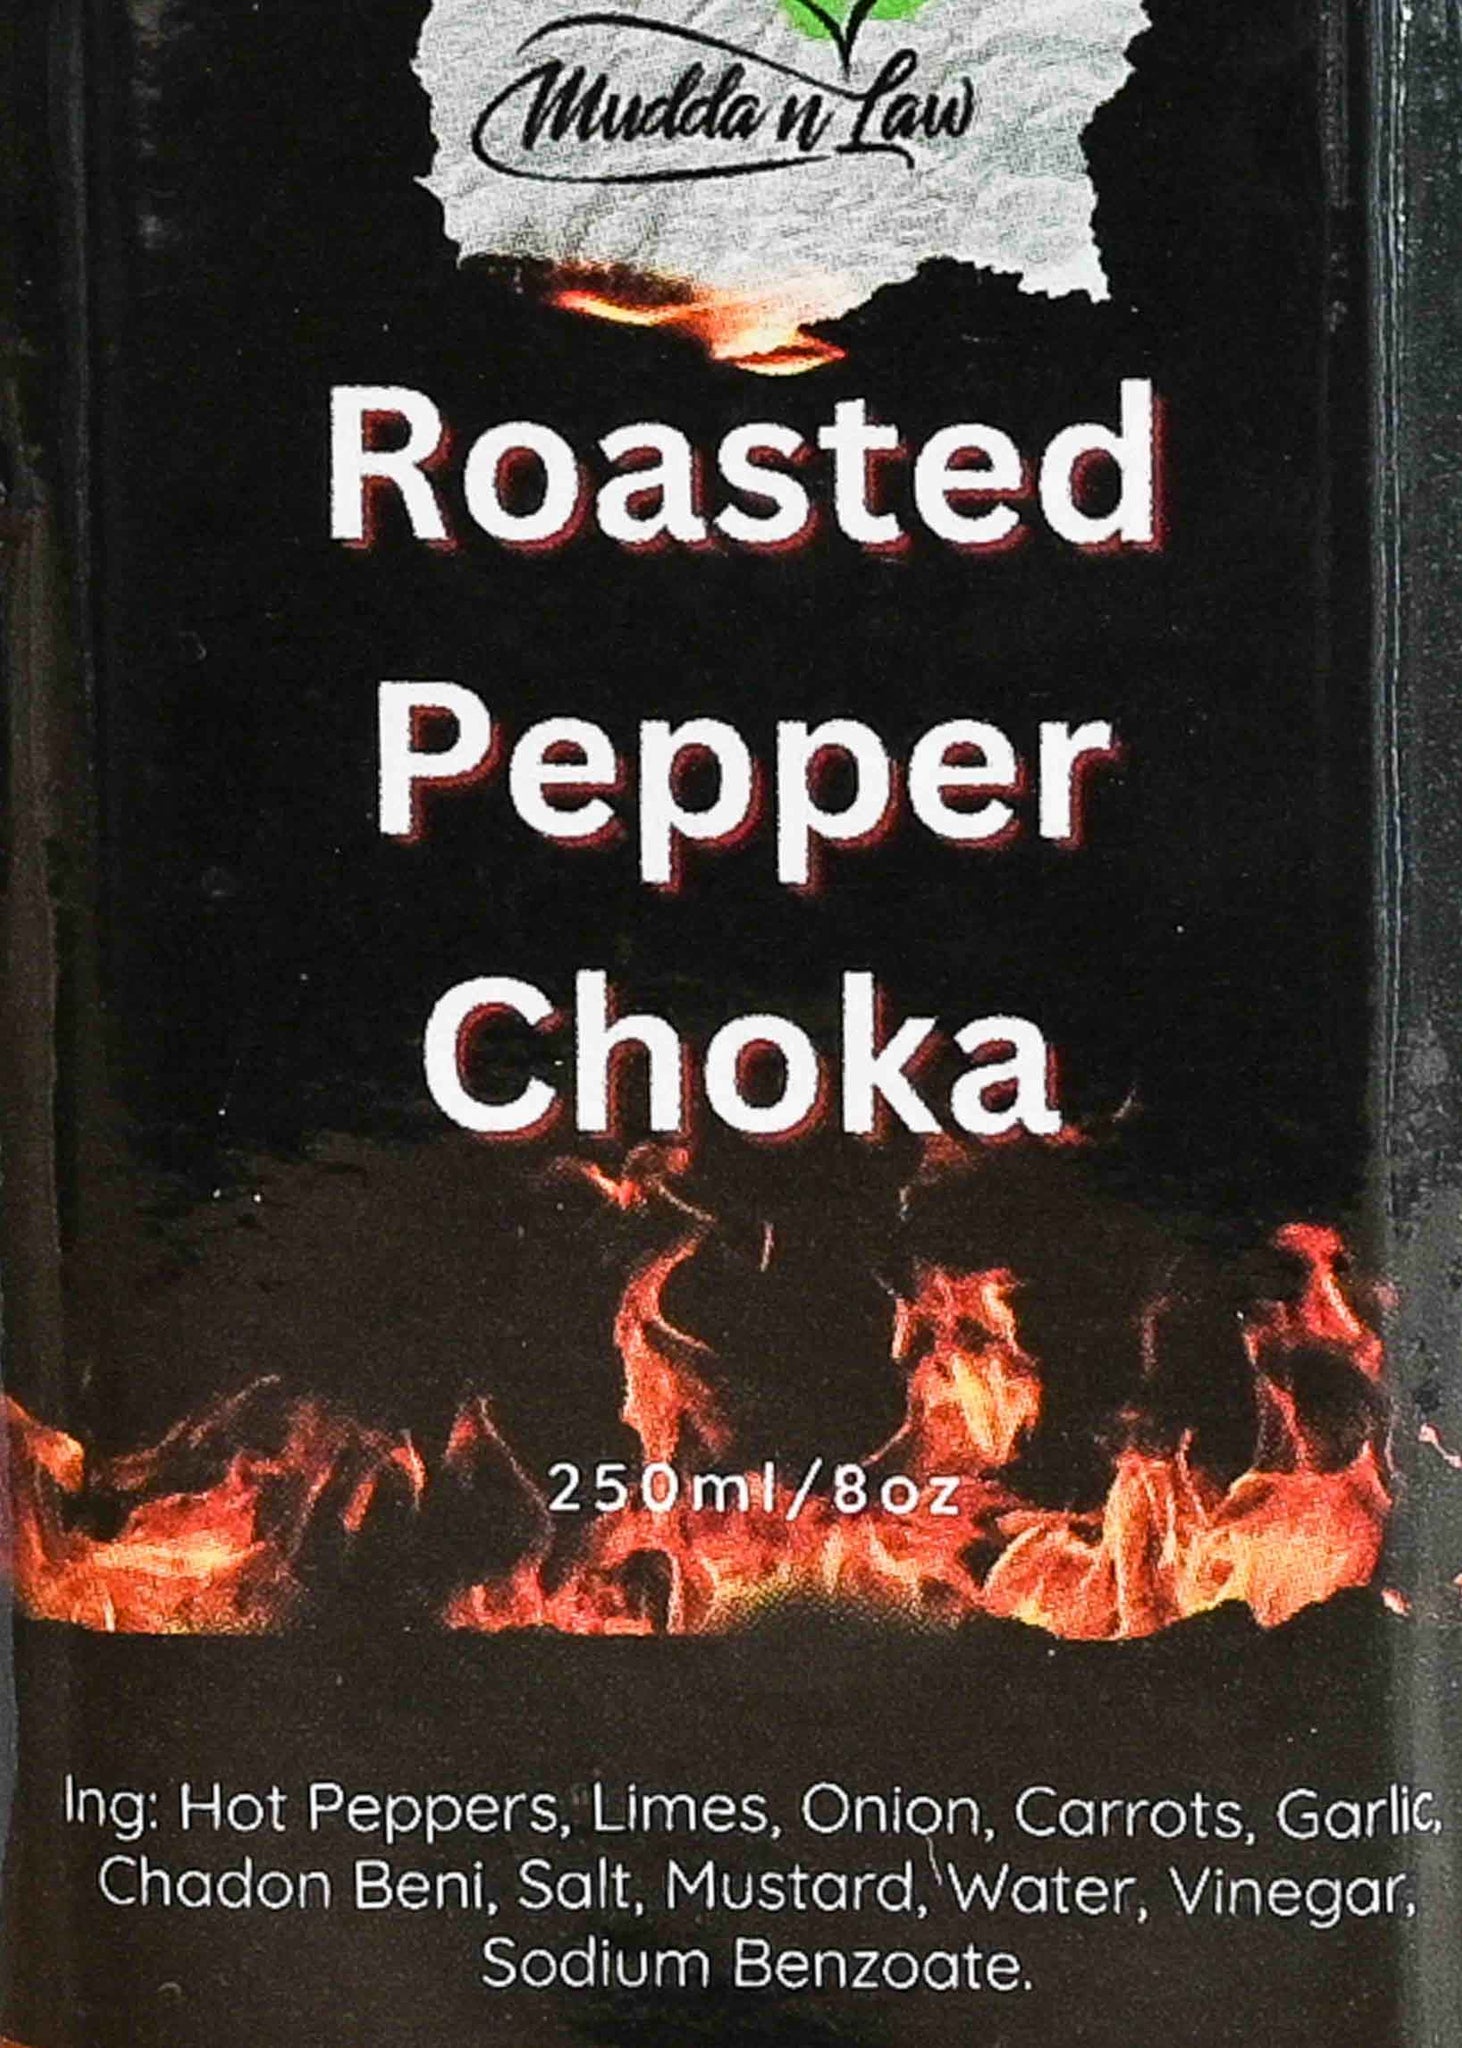 Mudda n Law
Roasted
Pepper
Choka
250ml/8oz
Ing: Hot Peppers, Limes, Onion, Carrots, Garlic,
Chadon Beni, Salt, Mustard, Water, Vinegar,
Sodium Benzoate.